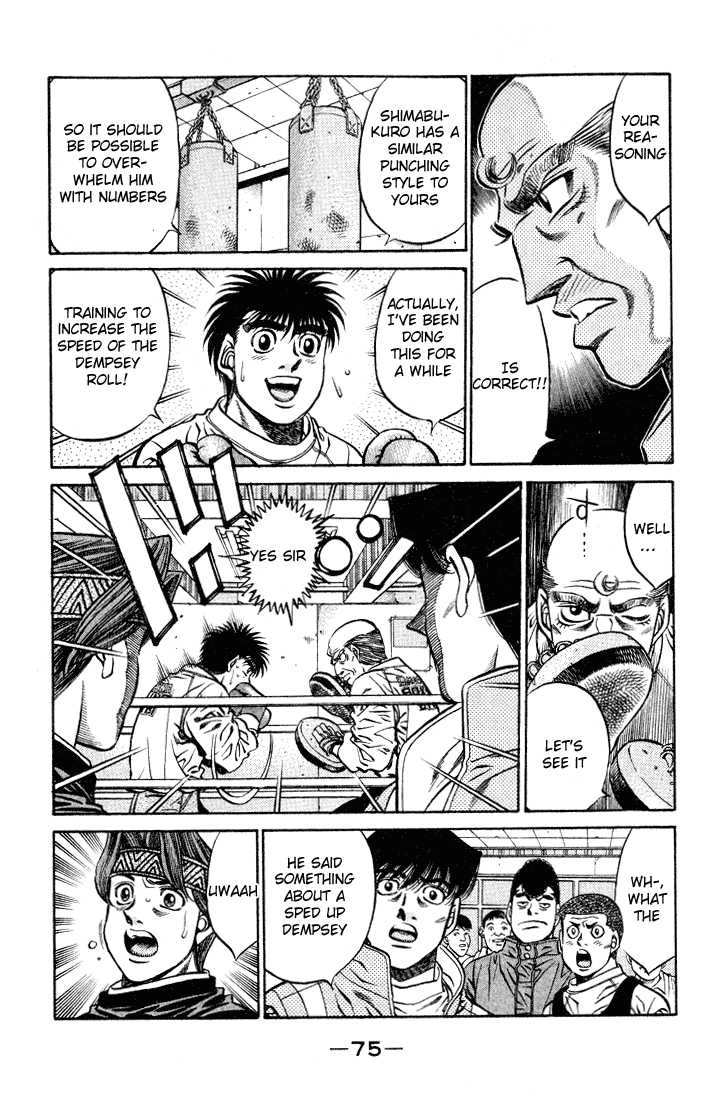 YOUR
REA-
SONING
IS
CORRECT!!
SHIMABU-
KURO HAS A
SIMILAR
PUNCHING
STYLE TO
YOURS
SO IT SHOULD
BE POSSIBLE
TO OVER-
WHELM HIM
WITH NUMBERS
ACTUALLY,
I'VE BEEN
DOING
THIS FOR
A WHILE
TRAINING TO
INCREASE THE
SPEED OF THE
DEMPSEY
ROLL!
WELL
...
LET'S
SEE IT
YES SIR
WH-,
WHAT
THE
HE SAID
SOMETHING
ABOUT A
SPED UP
DEMPSEY
UWAAH
—75—